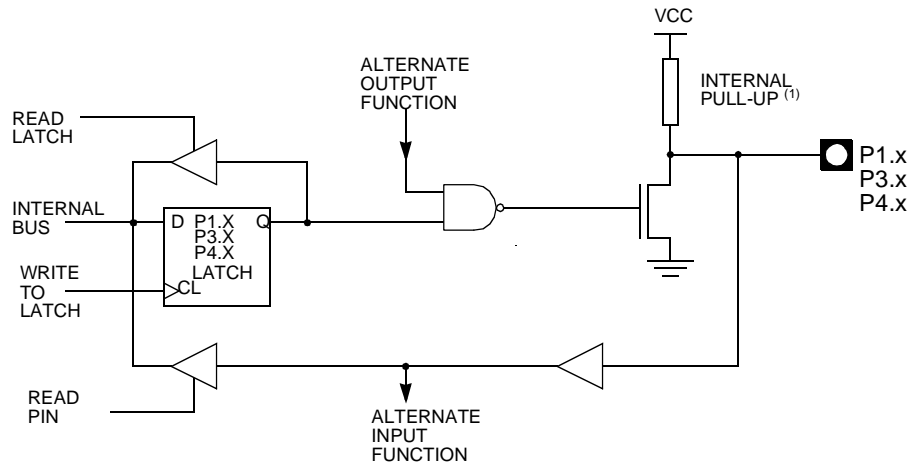 VCC
ALTERNATE
OUTPUT
FUNCTION
INTERNAL
PULL-UP (1)
READ
LATCH
P1.x
P3.x
P4.x
INTERNAL
BUS
D P1.X Q
P3.X
P4.X
LATCH
CL
WRITE
TO
LATCH
READ
PIN
ALTERNATE
INPUT
FUNCTION